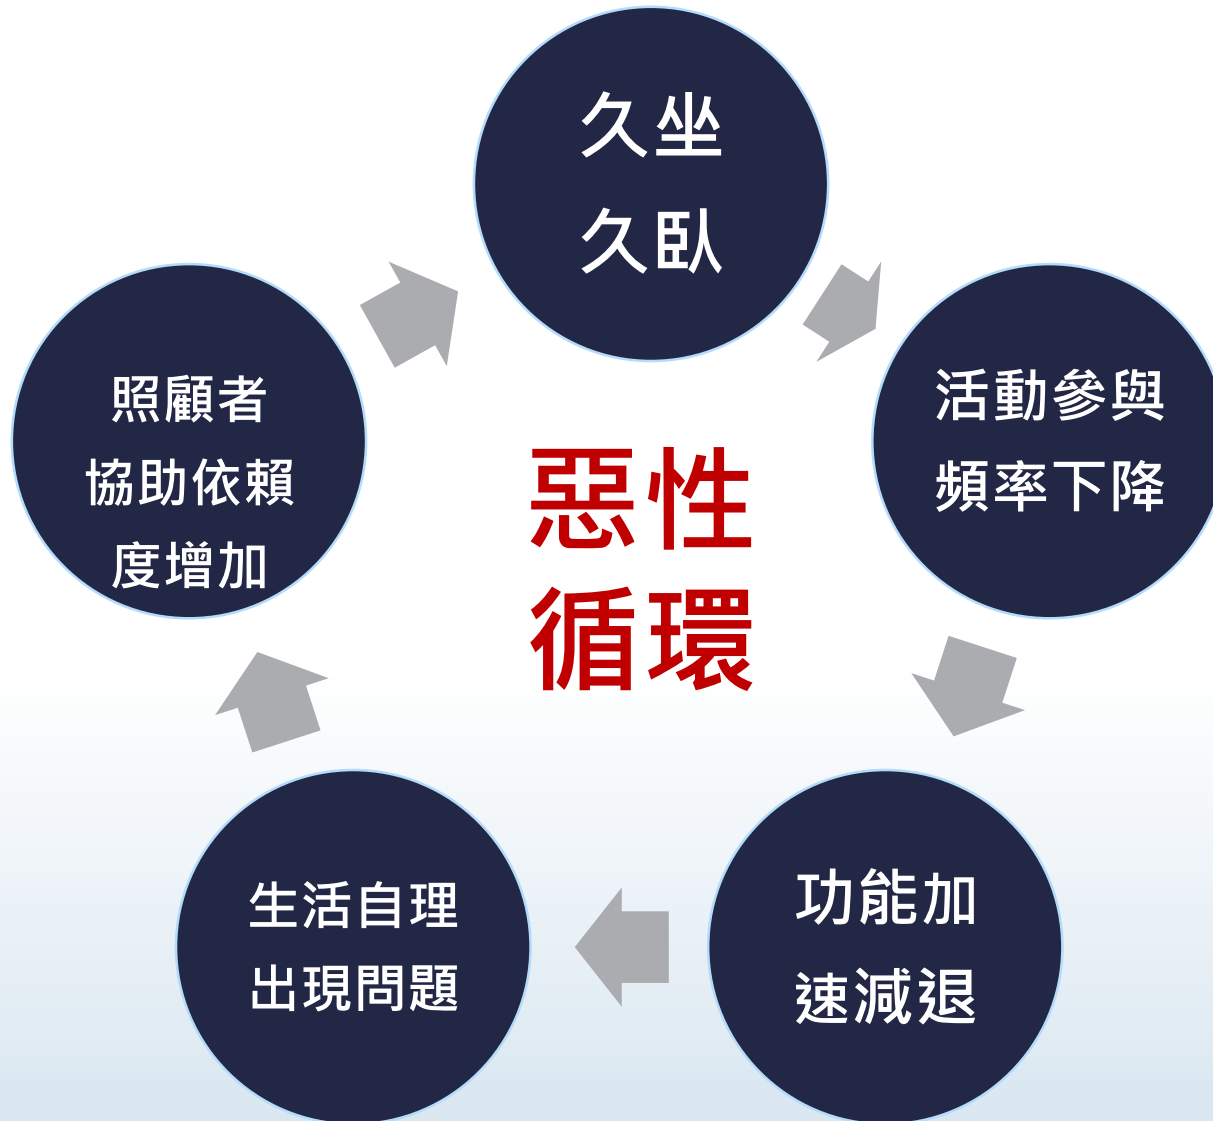 久坐
久臥
活動參與
頻率下降
功能加
速減退
生活自理
出現問題
照顧者
協助依賴
度增加
惡性
循環